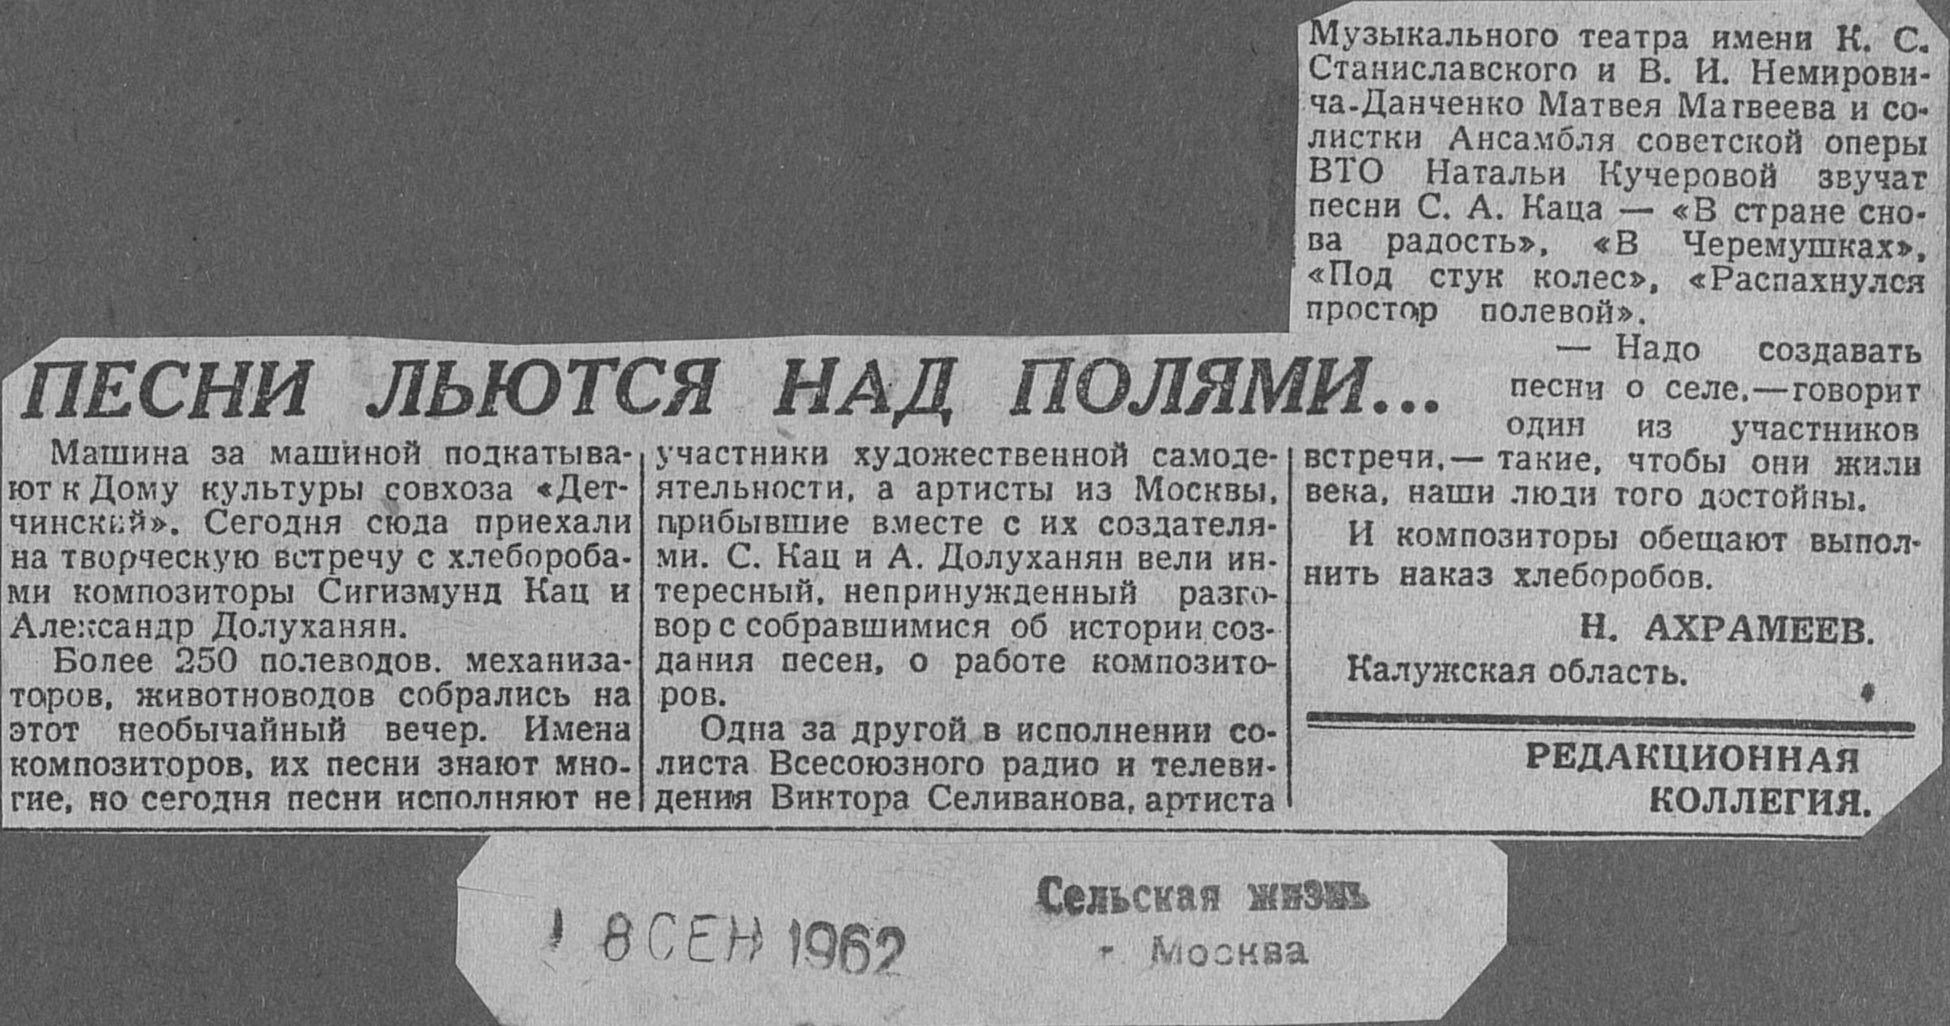 ПЕСНИ ЛЬЮТСЯ НАД ПОЛЯМИ...
Машина за машиной подкатыва-
ют к Дому культуры совхоза «Дет-
чинский». Сегодня сюда приехали
на творческую встречу с хлебороба-
ми композиторы Сигизмунд Кац и
Александр Долуханян.
Более 250 полеводов, механиза-
торов, животноводов собрались на
этот необычайный вечер. Имена
композиторов, их песни знают мно-
гие, но сегодня песни исполняют не
участники художественной самоде-
ятельности, а артисты из Москвы,
прибывшие вместе с их создателя-
ми. С. Кац и А. Долуханян вели ин-
тересный, непринужденный разго-
вор с собравшимися об истории соз-
дания песен, о работе композито-
ров.
Одна за другой в исполнении со-
листа Всесоюзного радио и телеви-
дения Виктора Селиванова, артиста
Музыкального театра имени К. С.
Станиславского и В. И. Немирови-
ча-Данченко Матвея Матвеева и со-
листки Ансамбля советской оперы
ВТО Натальи Кучеровой звучат
песни С. А. Каца — «В стране сно-
ва радость», «В Черемушках»,
«Под стук колес», «Распахнулся
простор полевой».
— Надо создавать
песни о селе,—говорит
один из участников
встречи,— такие, чтобы они жили
века, наши люди того достойны.
И композиторы обещают выпол-
нить наказ хлеборобов.
Н. АХРАМЕЕВ.
Калужская область.
РЕДАКЦИОННАЯ
КОЛЛЕГИЯ.
Сельская жизнь
г Москва
1 8 СЕН 1962